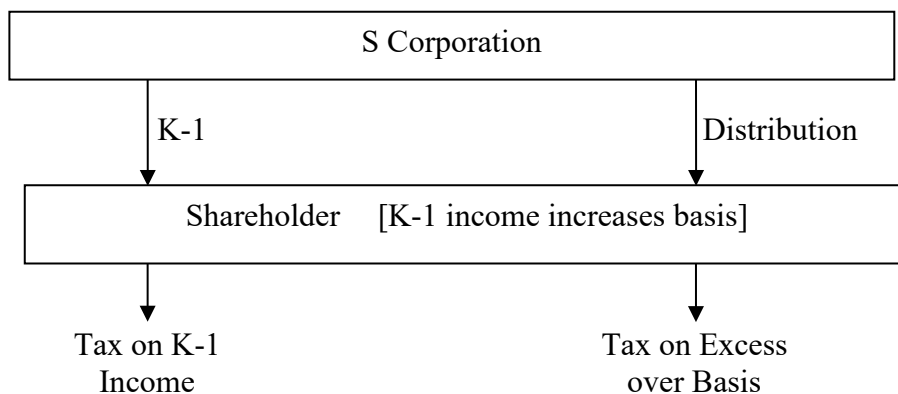 S Corporation
K-1
Distribution
Shareholder [K-1 income increases basis]
Tax on K-1
Income
Tax on Excess
over Basis